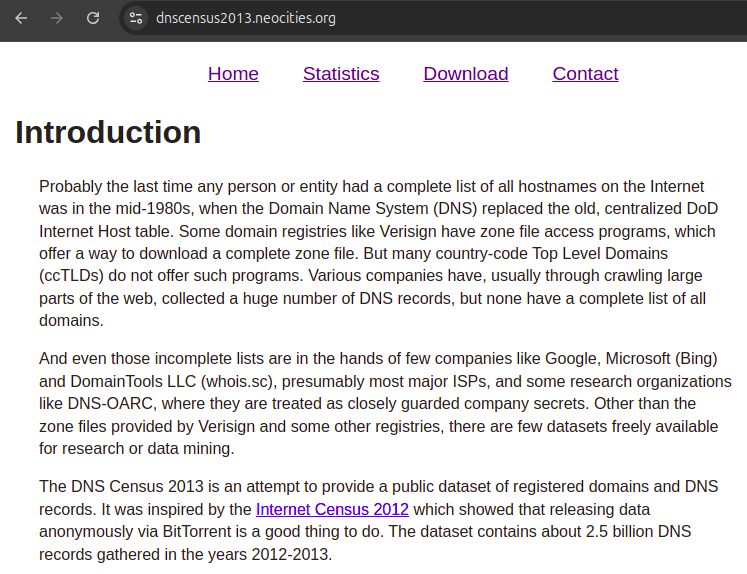 dnscensus2013.neocities.org
Home Statistics Download Contact
Introduction
Probably the last time any person or entity had a complete list of all hostnames on the Internet
was in the mid-1980s, when the Domain Name System (DNS) replaced the old, centralized DoD
Internet Host table. Some domain registries like Verisign have zone file access programs, which
offer a way to download a complete zone file. But many country-code Top Level Domains
(ccTLDs) do not offer such programs. Various companies have, usually through crawling large
parts of the web, collected a huge number of DNS records, but none have a complete list of all
domains.
And even those incomplete lists are in the hands of few companies like Google, Microsoft (Bing)
and DomainTools LLC (whois.sc), presumably most major ISPs, and some research organizations
like DNS-OARC, where they are treated as closely guarded company secrets. Other than the
zone files provided by Verisign and some other registries, there are few datasets freely available
for research or data mining.
The DNS Census 2013 is an attempt to provide a public dataset of registered domains and DNS
records. It was inspired by the Internet Census 2012 which showed that releasing data
anonymously via BitTorrent is a good thing to do. The dataset contains about 2.5 billion DNS
records gathered in the years 2012-2013.